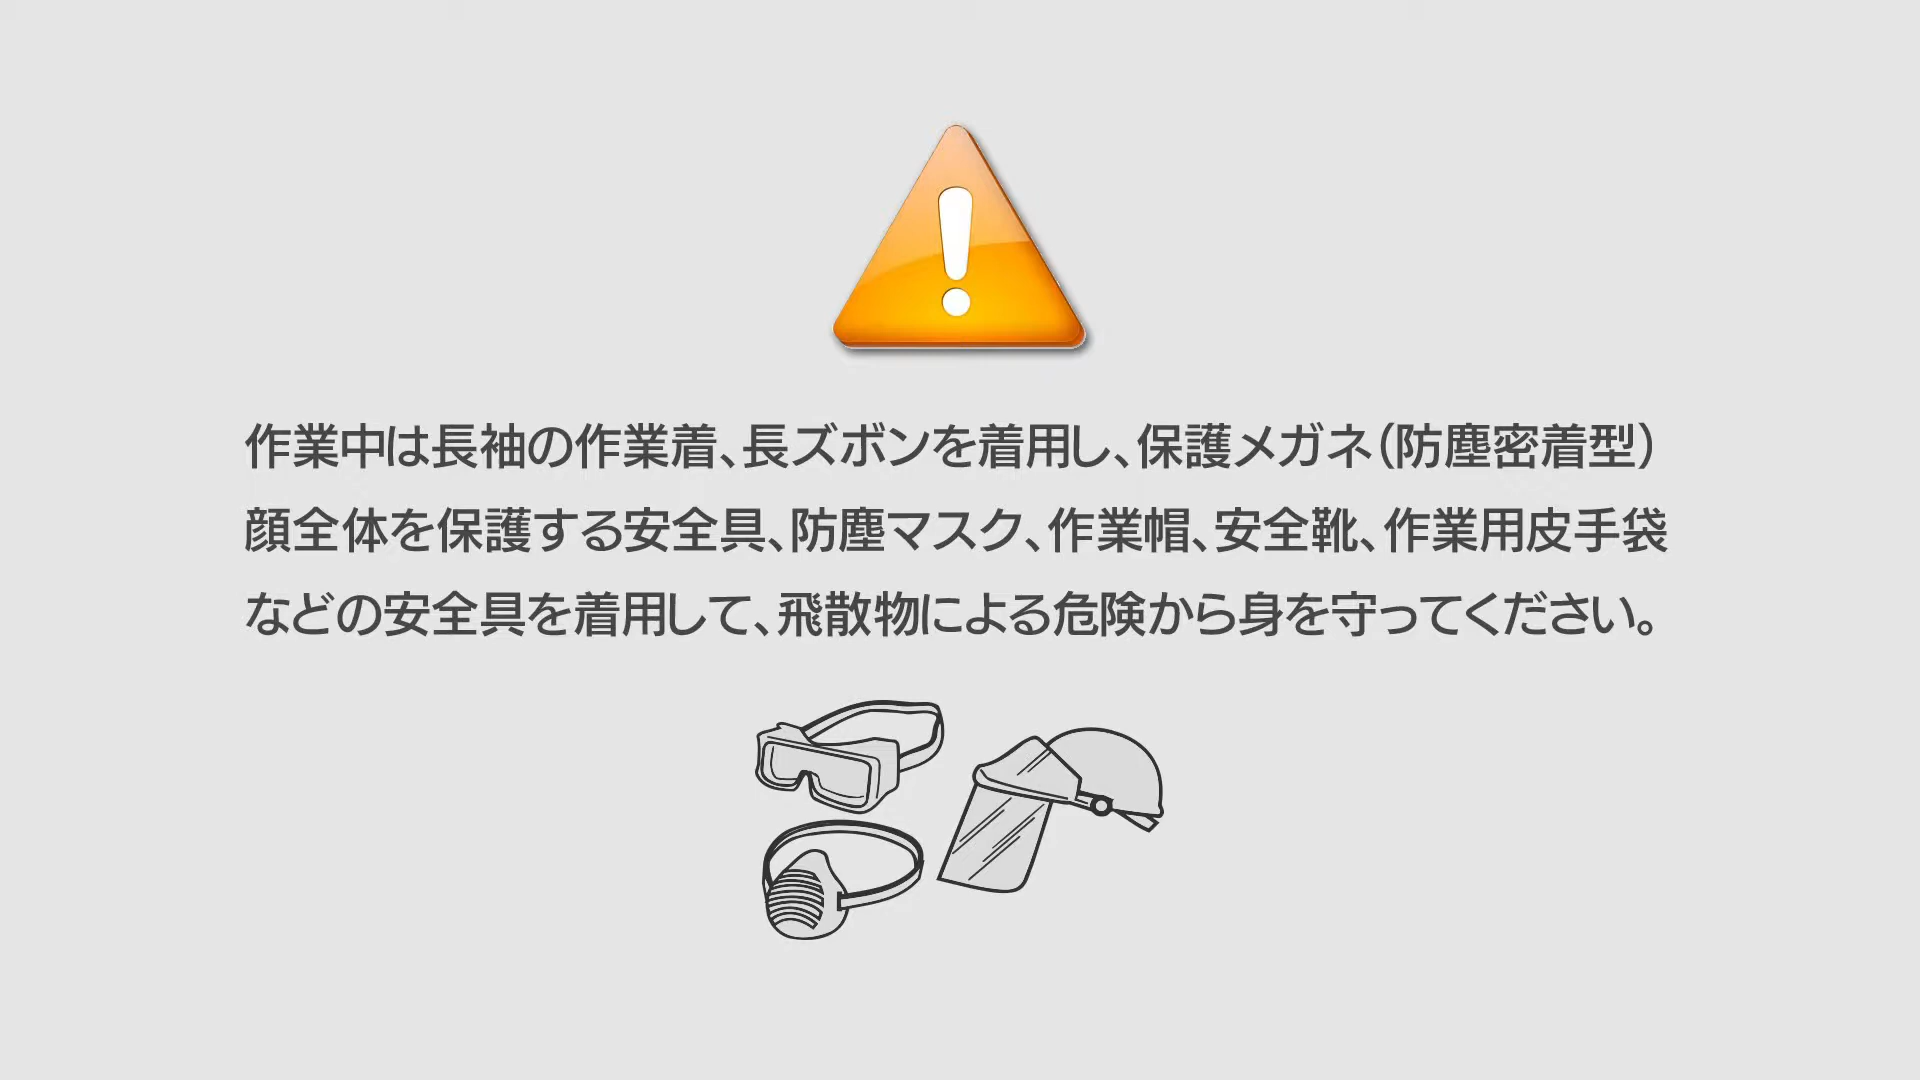 作業中は長袖の作業着、長ズボンを着用し、保護メガネ（防塵密着型）
顔全体を保護する安全具、防塵マスク、作業帽、安全靴、作業用皮手袋
などの安全具を着用して、飛散物による危険から身を守ってください。